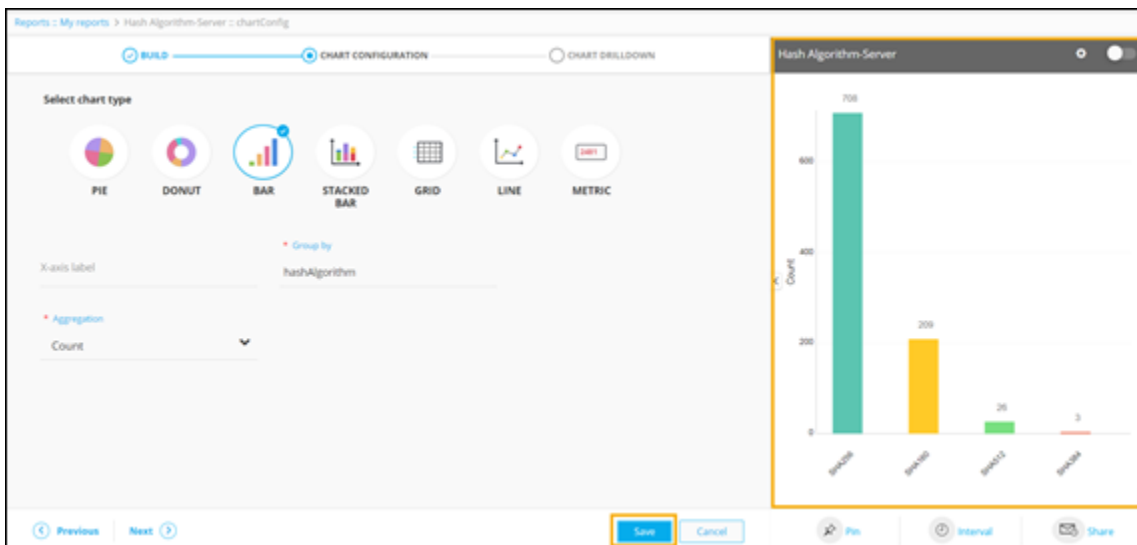 Reports :: My reports > Hash Algorithm-Server :: chartConfig
BUILD
CHART CONFIGURATION
CHART DRILLDOWN
Select chart type
PIE
DONUT
BAR
STACKED BAR
GRID
LINE
2401
METRIC
X-axis label
* Group by
hashAlgorithm
* Aggregation
Count
Previous
Next
Save
Cancel
Hash Algorithm-Server
708
600
400
200
0
Count
209
26
3
SHA256
SHA160
SHA512
SHA384
Pin
Interval
Share